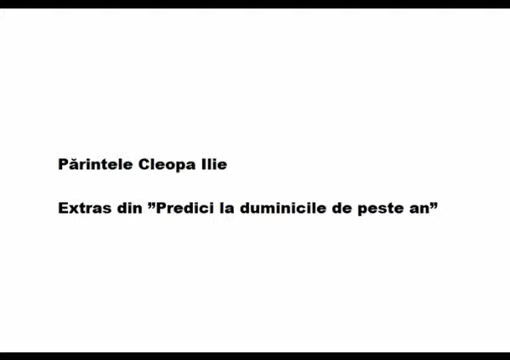 Părintele Cleopa Ilie
Extras din ”Predici la duminicile de peste an”